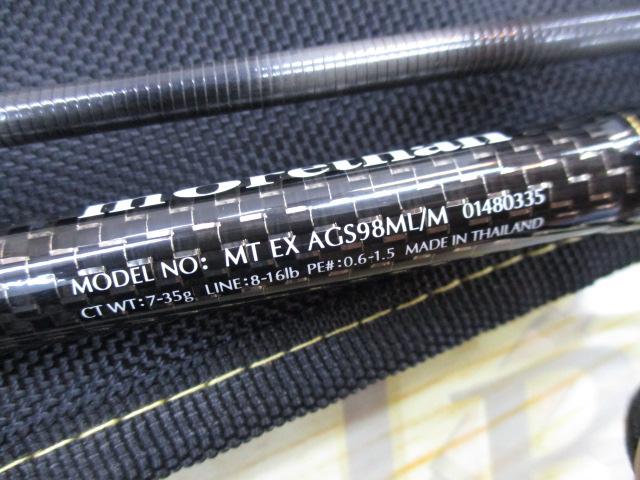 morethan
MODEL NO: MT EX AGS98ML/M 01480335
CT WT:7-35g LINE:8-16lb PE#:0.6-1.5 MADE IN THAILAND